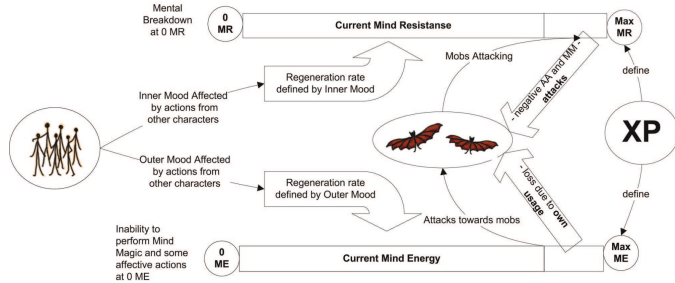 Mental
Breakdown
at 0 MR
0
MR
Current Mind Resistanse
Max
MR
Mobs Attacking
- negative AA and MM -
attacks
define
Regeneration rate
defined by Inner Mood
Inner Mood Affected
by actions from
other characters
XP
Outer Mood Affected
by actions from
other characters
Regeneration rate
defined by Outer Mood
- loss due to own
usage
define
Attacks towards mobs
Inability to
perform Mind
Magic and some
affective actions
at 0 ME
0
ME
Current Mind Energy
Max
ME